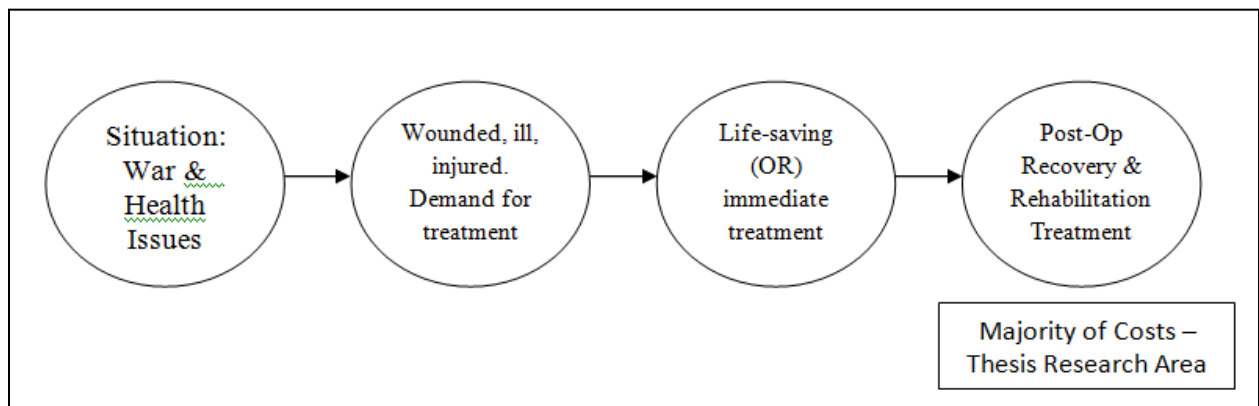 Situation:
War &
Health
Issues
Wounded, ill,
injured.
Demand for
treatment
Life-saving
(OR)
immediate
treatment
Post-Op
Recovery &
Rehabilitation
Treatment
Majority of Costs –
Thesis Research Area